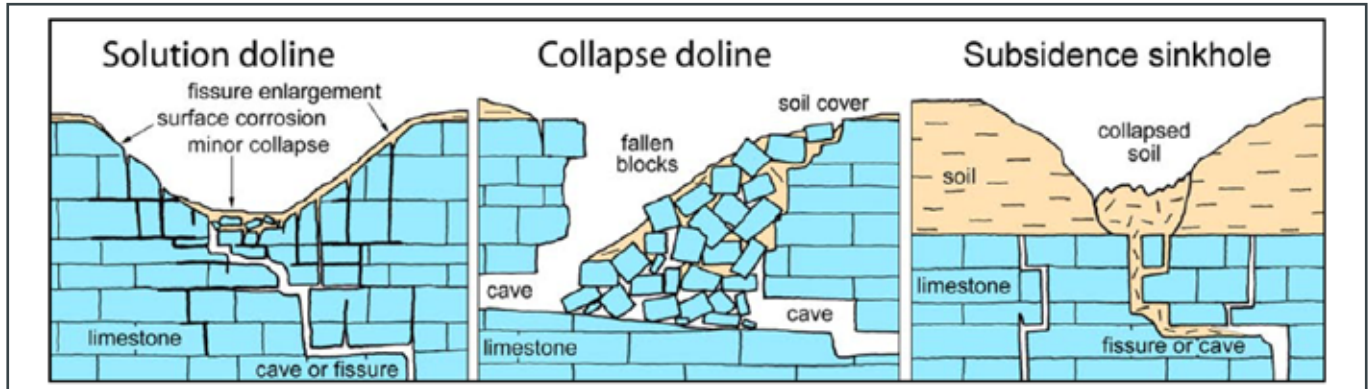 Solution doline
fissure enlargement
surface corrosion
minor collapse
limestone
cave or fissure
Collapse doline
soil cover
fallen
blocks
cave
cave
limestone
Subsidence sinkhole
collapsed
soil
soil
limestone
fissure or cave